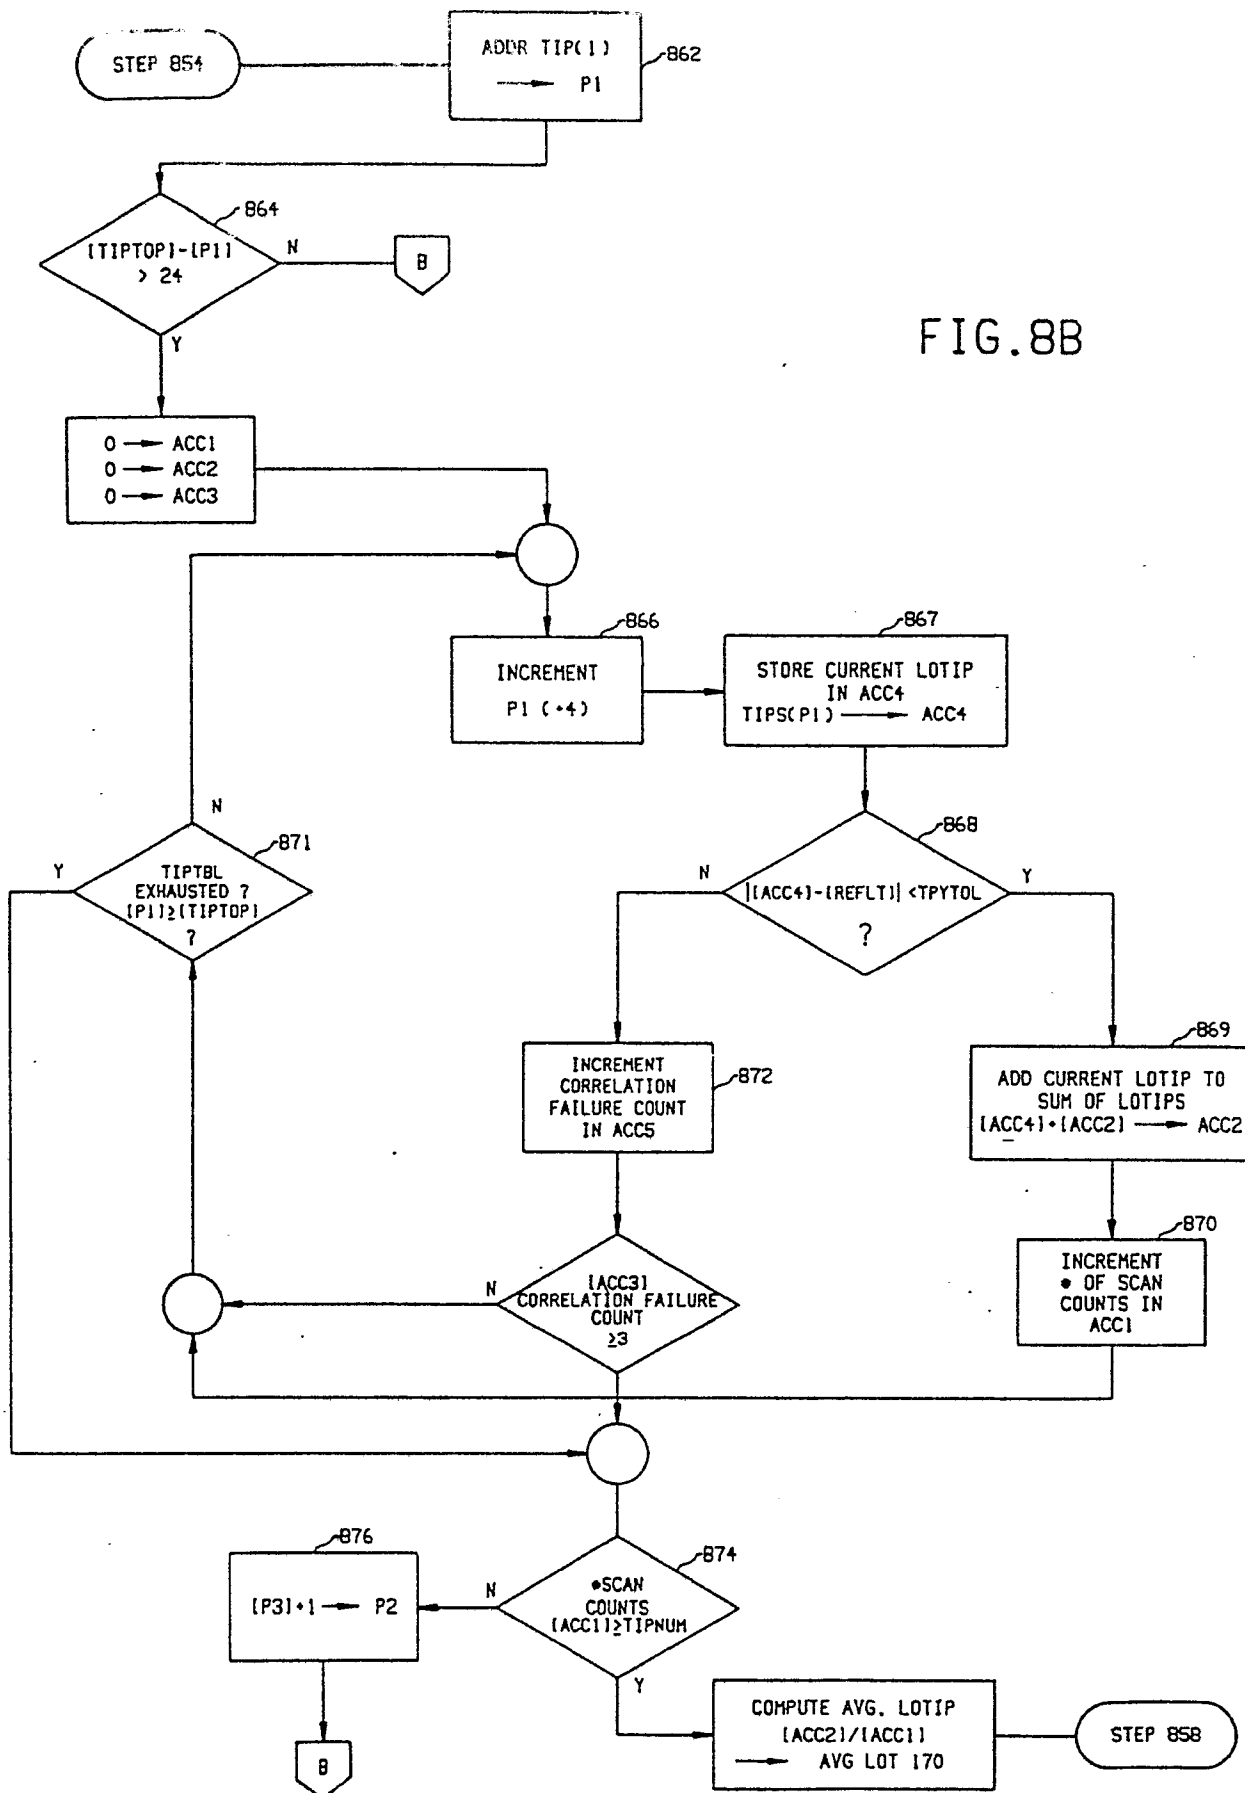 STEP 854
ADDR TIP(1)
→ P1
862
864
[TIPTOP]-[P1]
> 24
N
B
Y
FIG.8B
0 → ACC1
0 → ACC2
0 → ACC3
866
INCREMENT
P1 (+4)
867
STORE CURRENT LOTIP
IN ACC4
TIPS(P1) → ACC4
N
871
Y
TIPTBL
EXHAUSTED ?
[P1]≥[TIPTOP]
?
868
N
Y
|[ACC4]-[REFLT]| <TPYTOL
?
872
INCREMENT
CORRELATION
FAILURE COUNT
IN ACC5
869
ADD CURRENT LOTIP TO
SUM OF LOTIPS
[ACC4]+[ACC2] → ACC2
870
INCREMENT
# OF SCAN
COUNTS IN
ACC1
N
[ACC3]
CORRELATION FAILURE
COUNT
≥3
876
[P3]+1 → P2
N
874
#SCAN
COUNTS
[ACC1]≥TIPNUM
Y
B
COMPUTE AVG. LOTIP
[ACC2]/[ACC1]
→ AVG LOT 170
STEP 858